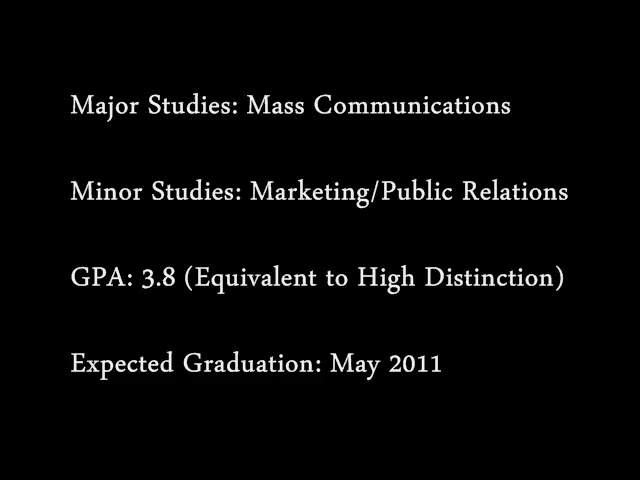 Major Studies: Mass Communications
Minor Studies: Marketing/Public Relations
GPA: 3.8 (Equivalent to High Distinction)
Expected Graduation: May 2011